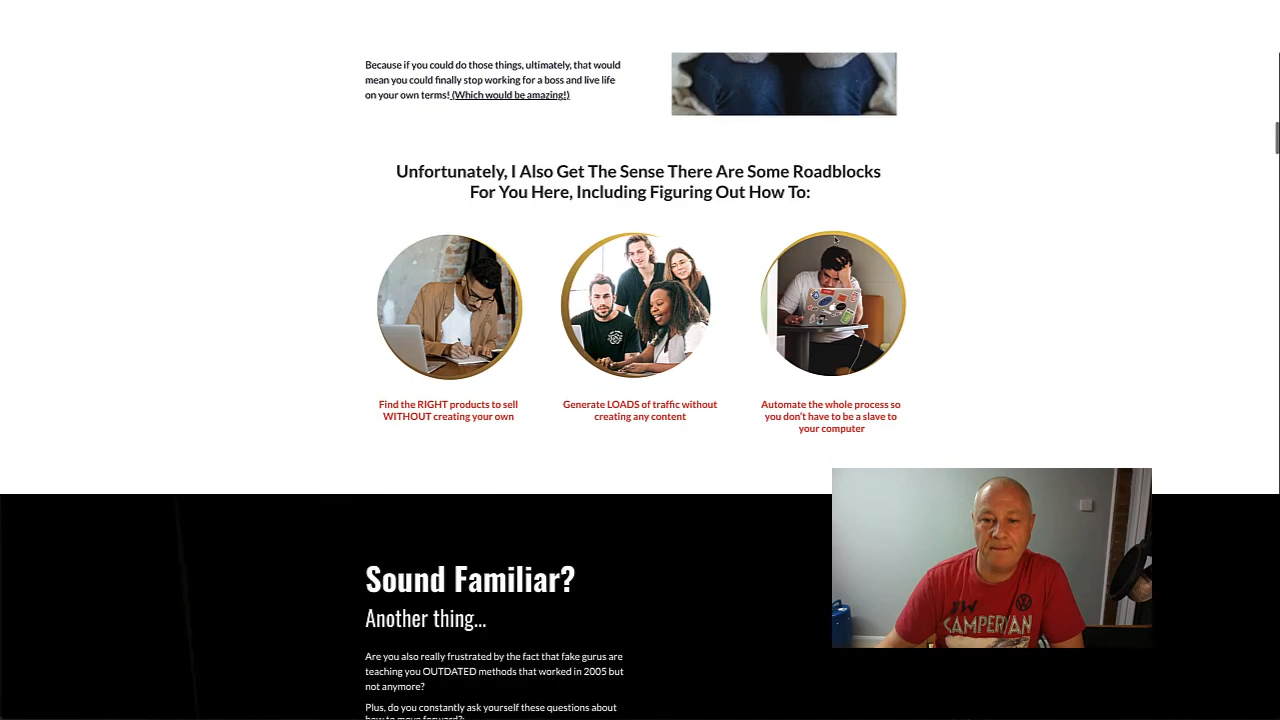 Because if you could do those things, ultimately, that would
mean you could finally stop working for a boss and live life
on your own terms! (Which would be amazing!)
Unfortunately, I Also Get The Sense There Are Some Roadblocks
For You Here, Including Figuring Out How To:
Find the RIGHT products to sell
WITHOUT creating your own
Generate LOADS of traffic without
creating any content
Automate the whole process so
you don't have to be a slave to
your computer
Sound Familiar?
Another thing...
Are you also really frustrated by the fact that fake gurus are
teaching you OUTDATED methods that worked in 2005 but
not anymore?
Plus, do you constantly ask yourself these questions about
how to move forward?:
VW
CAMPERVAN